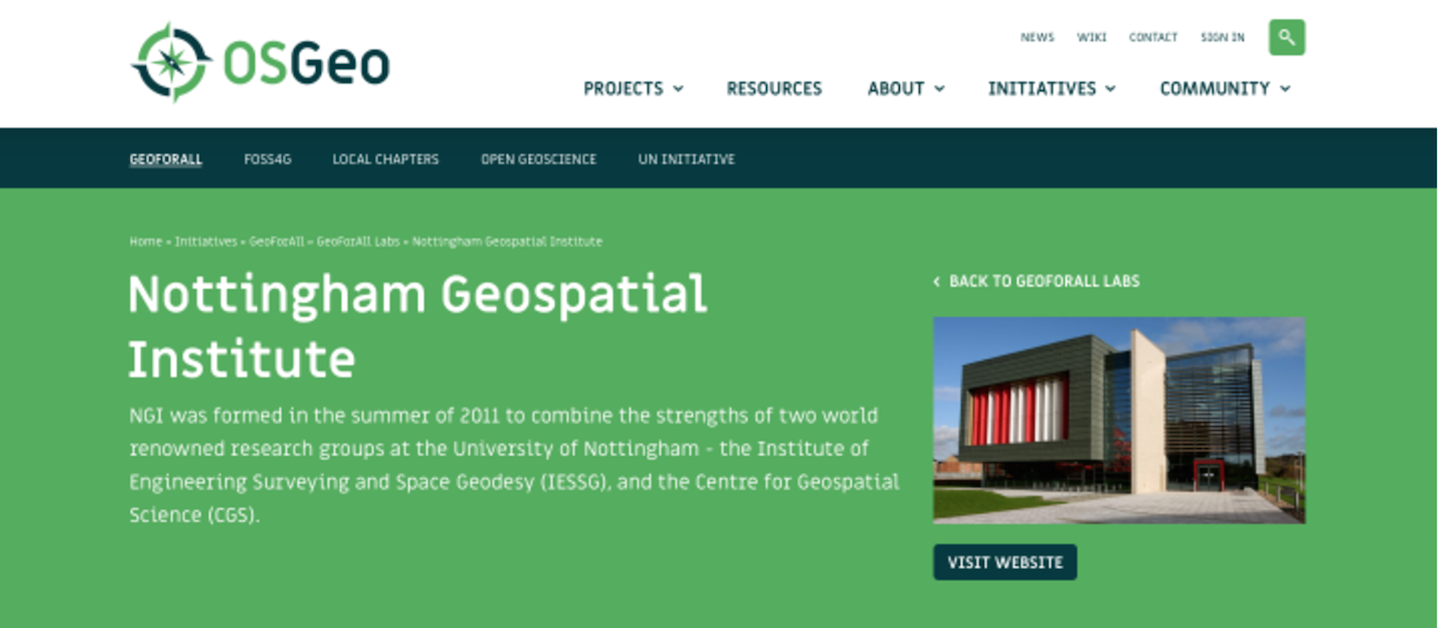 OSGeo
NEWS WIKI CONTACT SIGN IN
PROJECTS RESOURCES ABOUT INITIATIVES COMMUNITY
GEOFORALL FOSS4G LOCAL CHAPTERS OPEN GEOSCIENCE UN INITIATIVE
Home » Initiatives » GeoForAll » GeoForAll Labs » Nottingham Geospatial Institute
Nottingham Geospatial
Institute
NGI was formed in the summer of 2011 to combine the strengths of two world
renowned research groups at the University of Nottingham - the Institute of
Engineering Surveying and Space Geodesy (IESSG), and the Centre for Geospatial
Science (CGS).
‹ BACK TO GEOFORALL LABS
VISIT WEBSITE